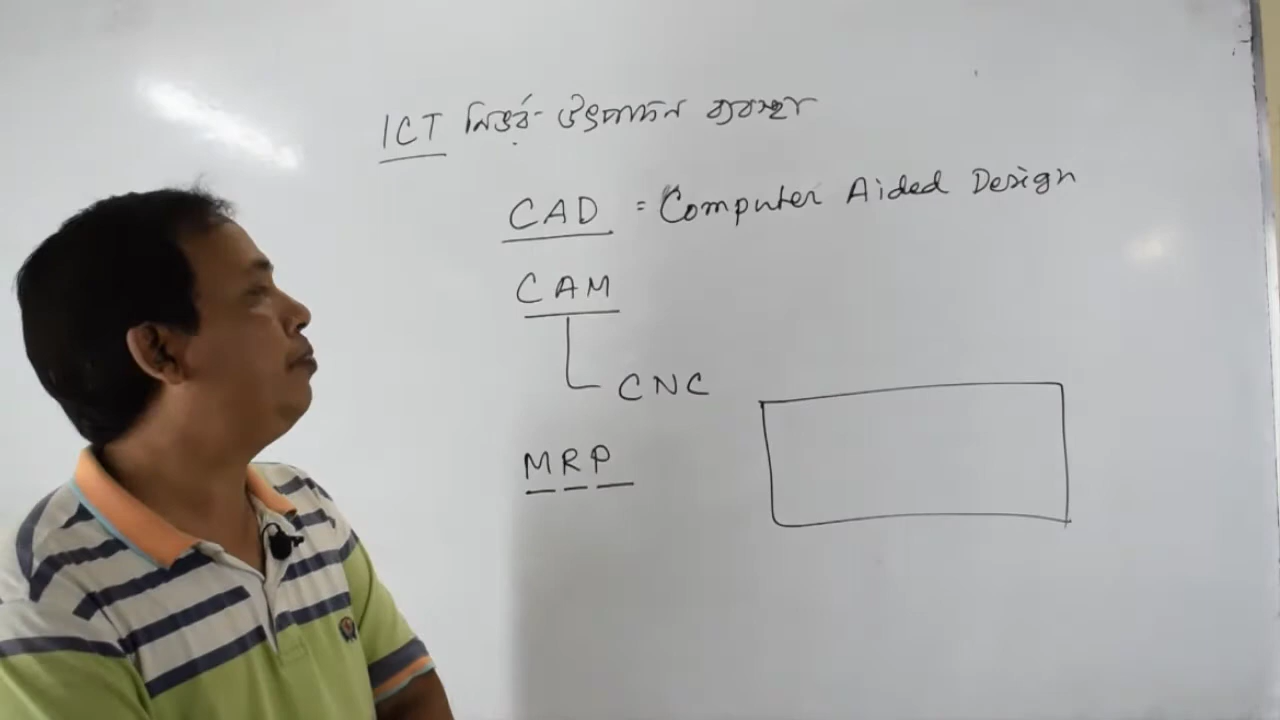 ICT নির্ভর উৎপাদন ব্যবস্থা
CAD = Computer Aided Design
CAM
CNC
MRP